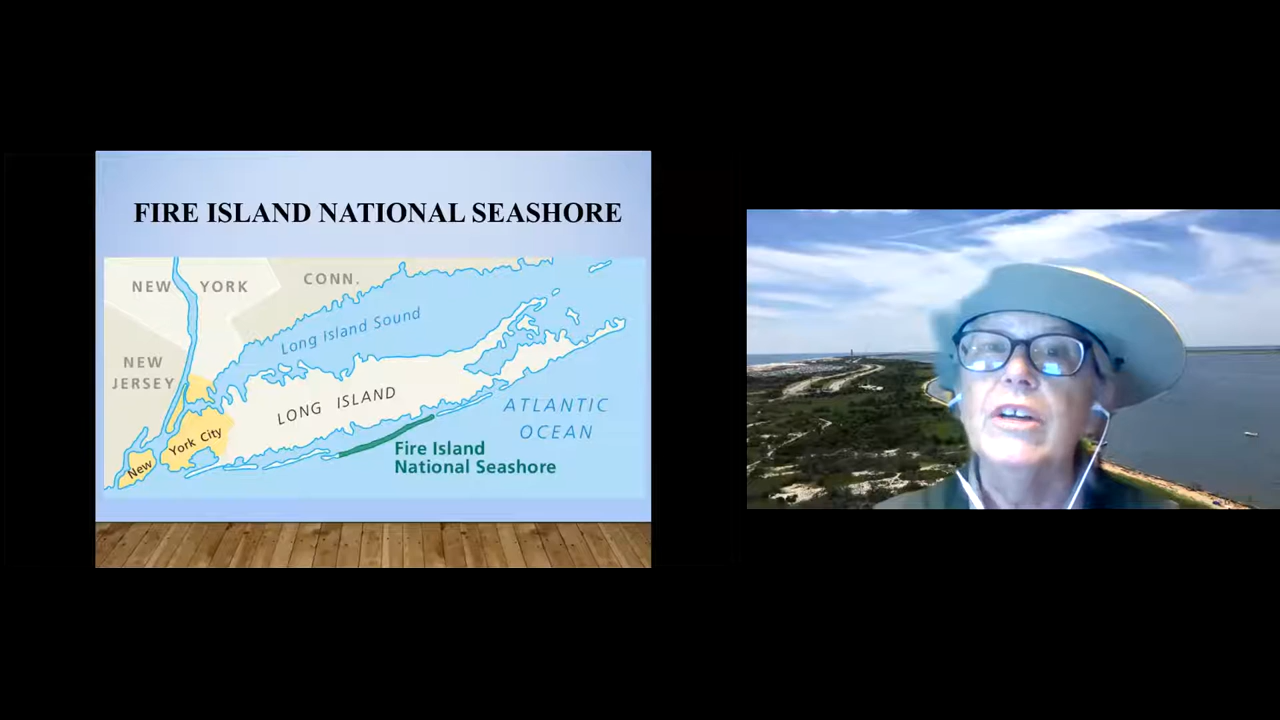 FIRE ISLAND NATIONAL SEASHORE
NEW YORK
CONN.
Long Island Sound
NEW
JERSEY
LONG ISLAND
ATLANTIC
OCEAN
York City
New
Fire Island
National Seashore